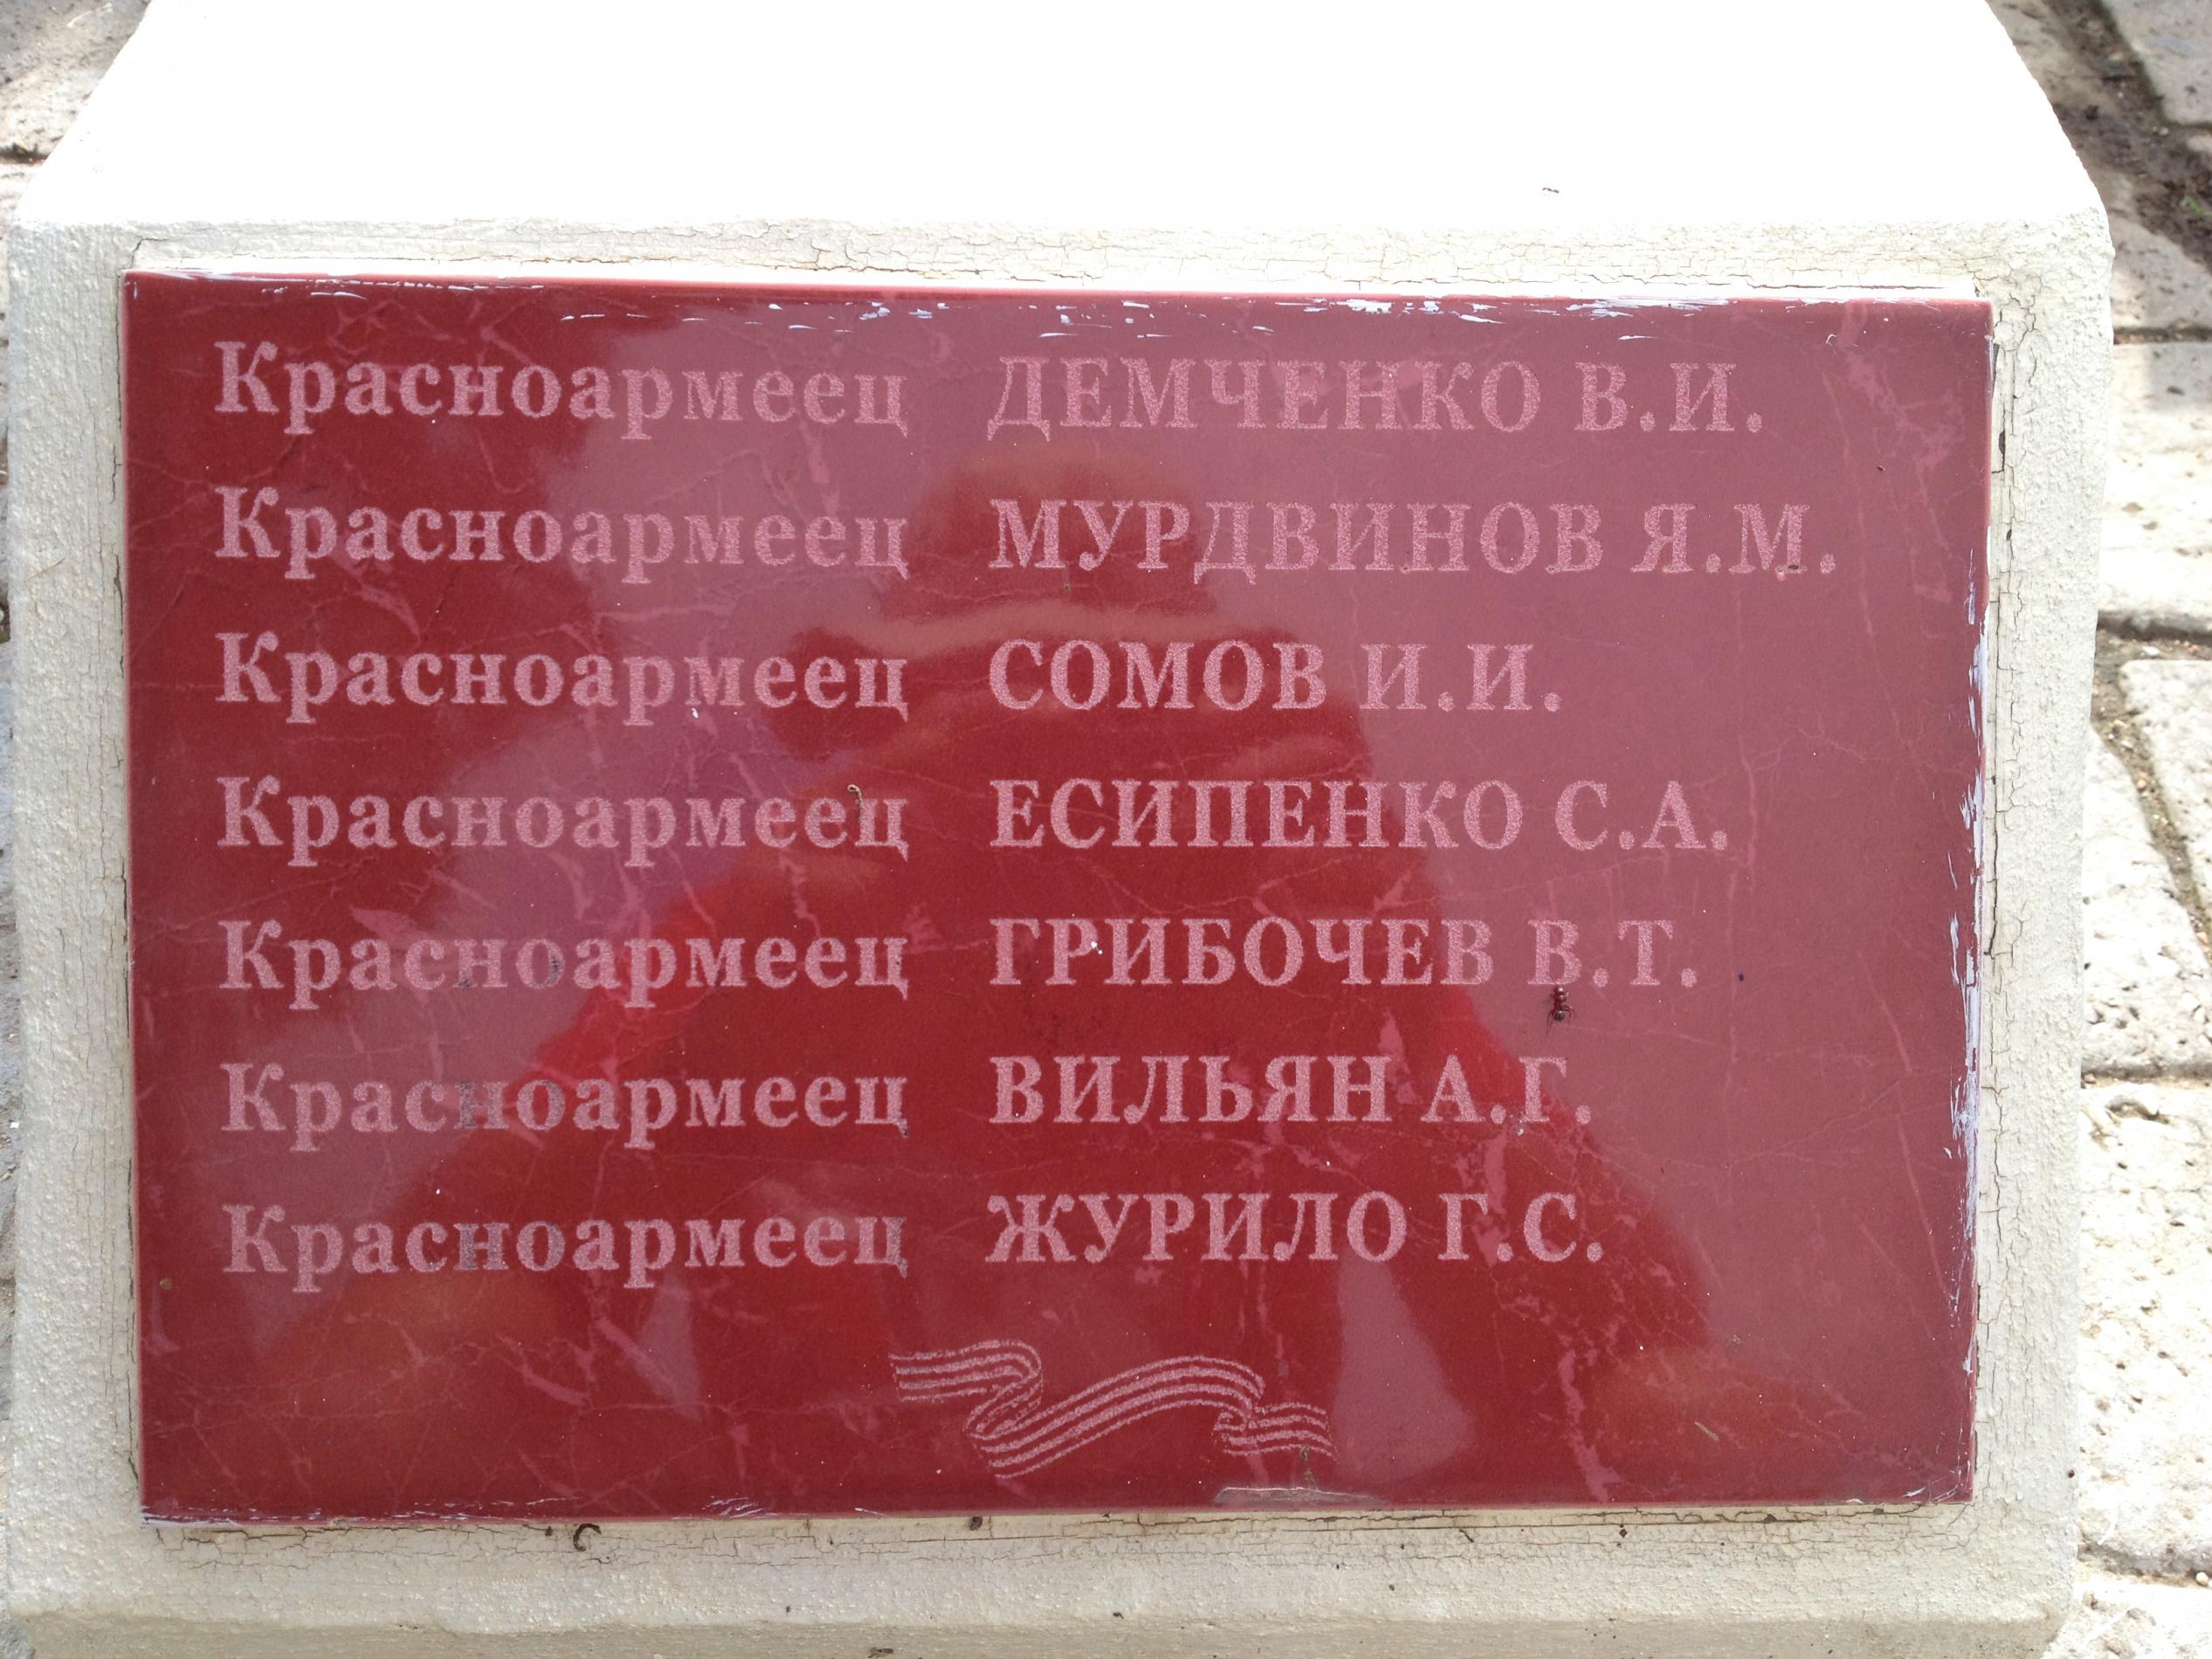 Красноармеец ДЕМЧЕНКО В.И.
Красноармеец МУРДВИНОВ Я.М.
Красноармеец СОМОВ И.И.
Красноармеец ЕСИПЕНКО С.А.
Красноармеец ГРИБОЧЕВ В.Т.
Красноармеец ВИЛЬЯН А.Г.
Красноармеец ЖУРИЛО Г.С.